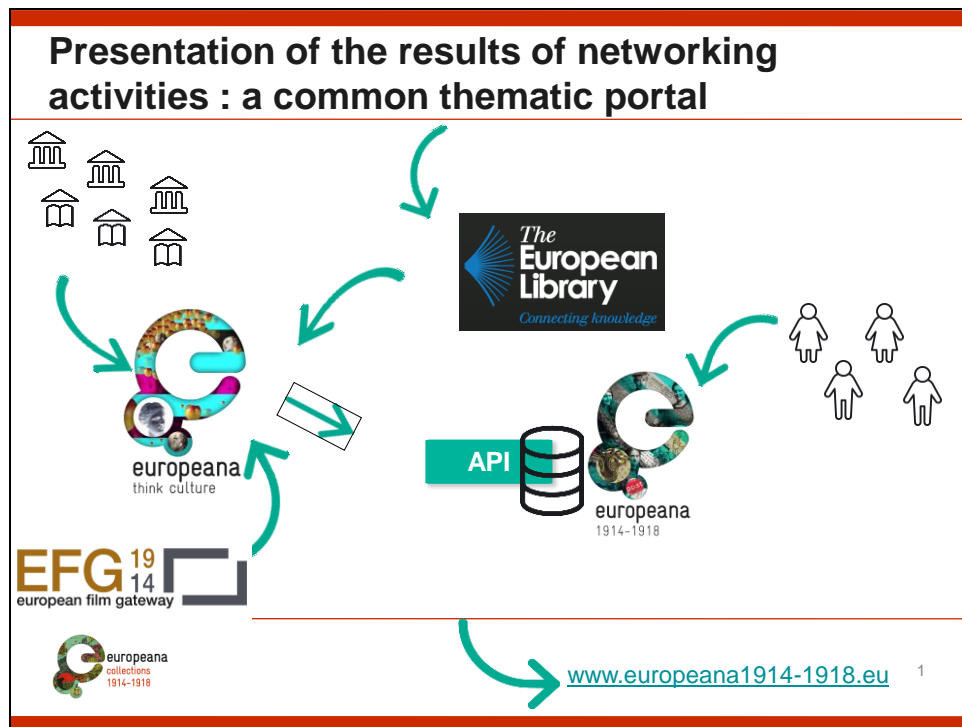 Presentation of the results of networking
activities : a common thematic portal
The
European
Library
Connecting knowledge
europeana
think culture
API
europeana
1914-1918
EFG 19
14
european film gateway
europeana
collections
1914-1918
www.europeana1914-1918.eu
1